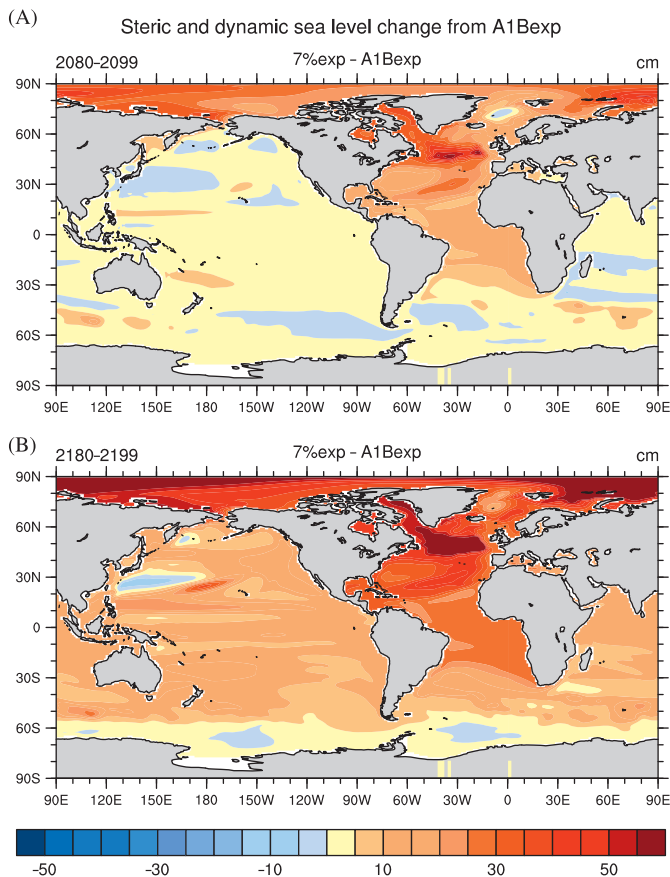 (A)
Steric and dynamic sea level change from A1Bexp
2080-2099 7%exp - A1Bexp cm
90N
60N
30N
0
30S
60S
90S
90E 120E 150E 180 150W 120W 90W 60W 30W 0 30E 60E 90E
(B)
2180-2199 7%exp - A1Bexp cm
90N
60N
30N
0
30S
60S
90S
90E 120E 150E 180 150W 120W 90W 60W 30W 0 30E 60E 90E
-50 -30 -10 10 30 50